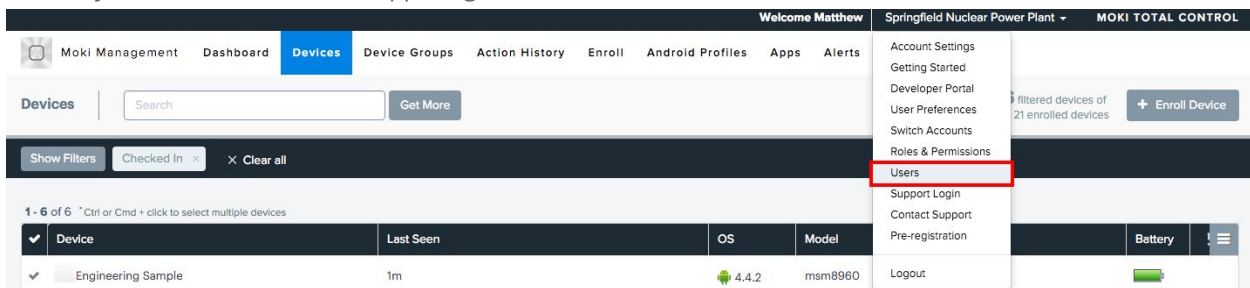 Welcome Matthew Springfield Nuclear Power Plant MOKI TOTAL CONTROL
Moki Management Dashboard Devices Device Groups Action History Enroll Android Profiles Apps Alerts
Account Settings
Getting Started
Developer Portal
User Preferences
Switch Accounts
Roles & Permissions
Users
Support Login
Contact Support
Pre-registration
Logout
Devices Search Get More
filtered devices of
21 enrolled devices
+ Enroll Device
Show Filters Checked In × × Clear all
1 - 6 of 6 *Ctrl or Cmd + click to select multiple devices
Device Last Seen OS Model Battery
Engineering Sample 1m 4.4.2 msm8960